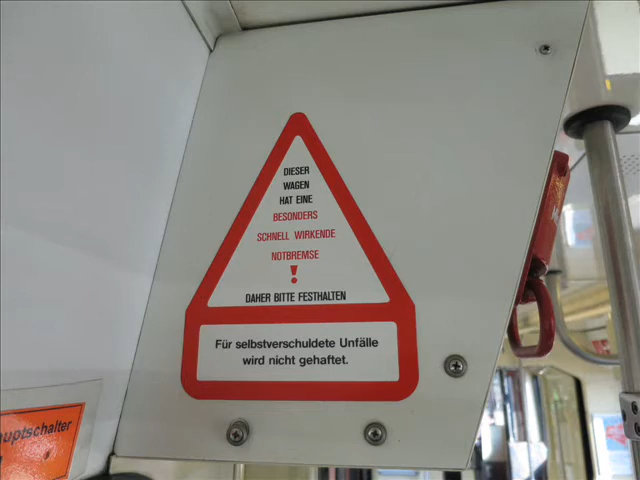 DIESER
WAGEN
HAT EINE
BESONDERS
SCHNELL WIRKENDE
NOTBREMSE
!
DAHER BITTE FESTHALTEN
Für selbstverschuldete Unfälle
wird nicht gehaftet.
uptschalter